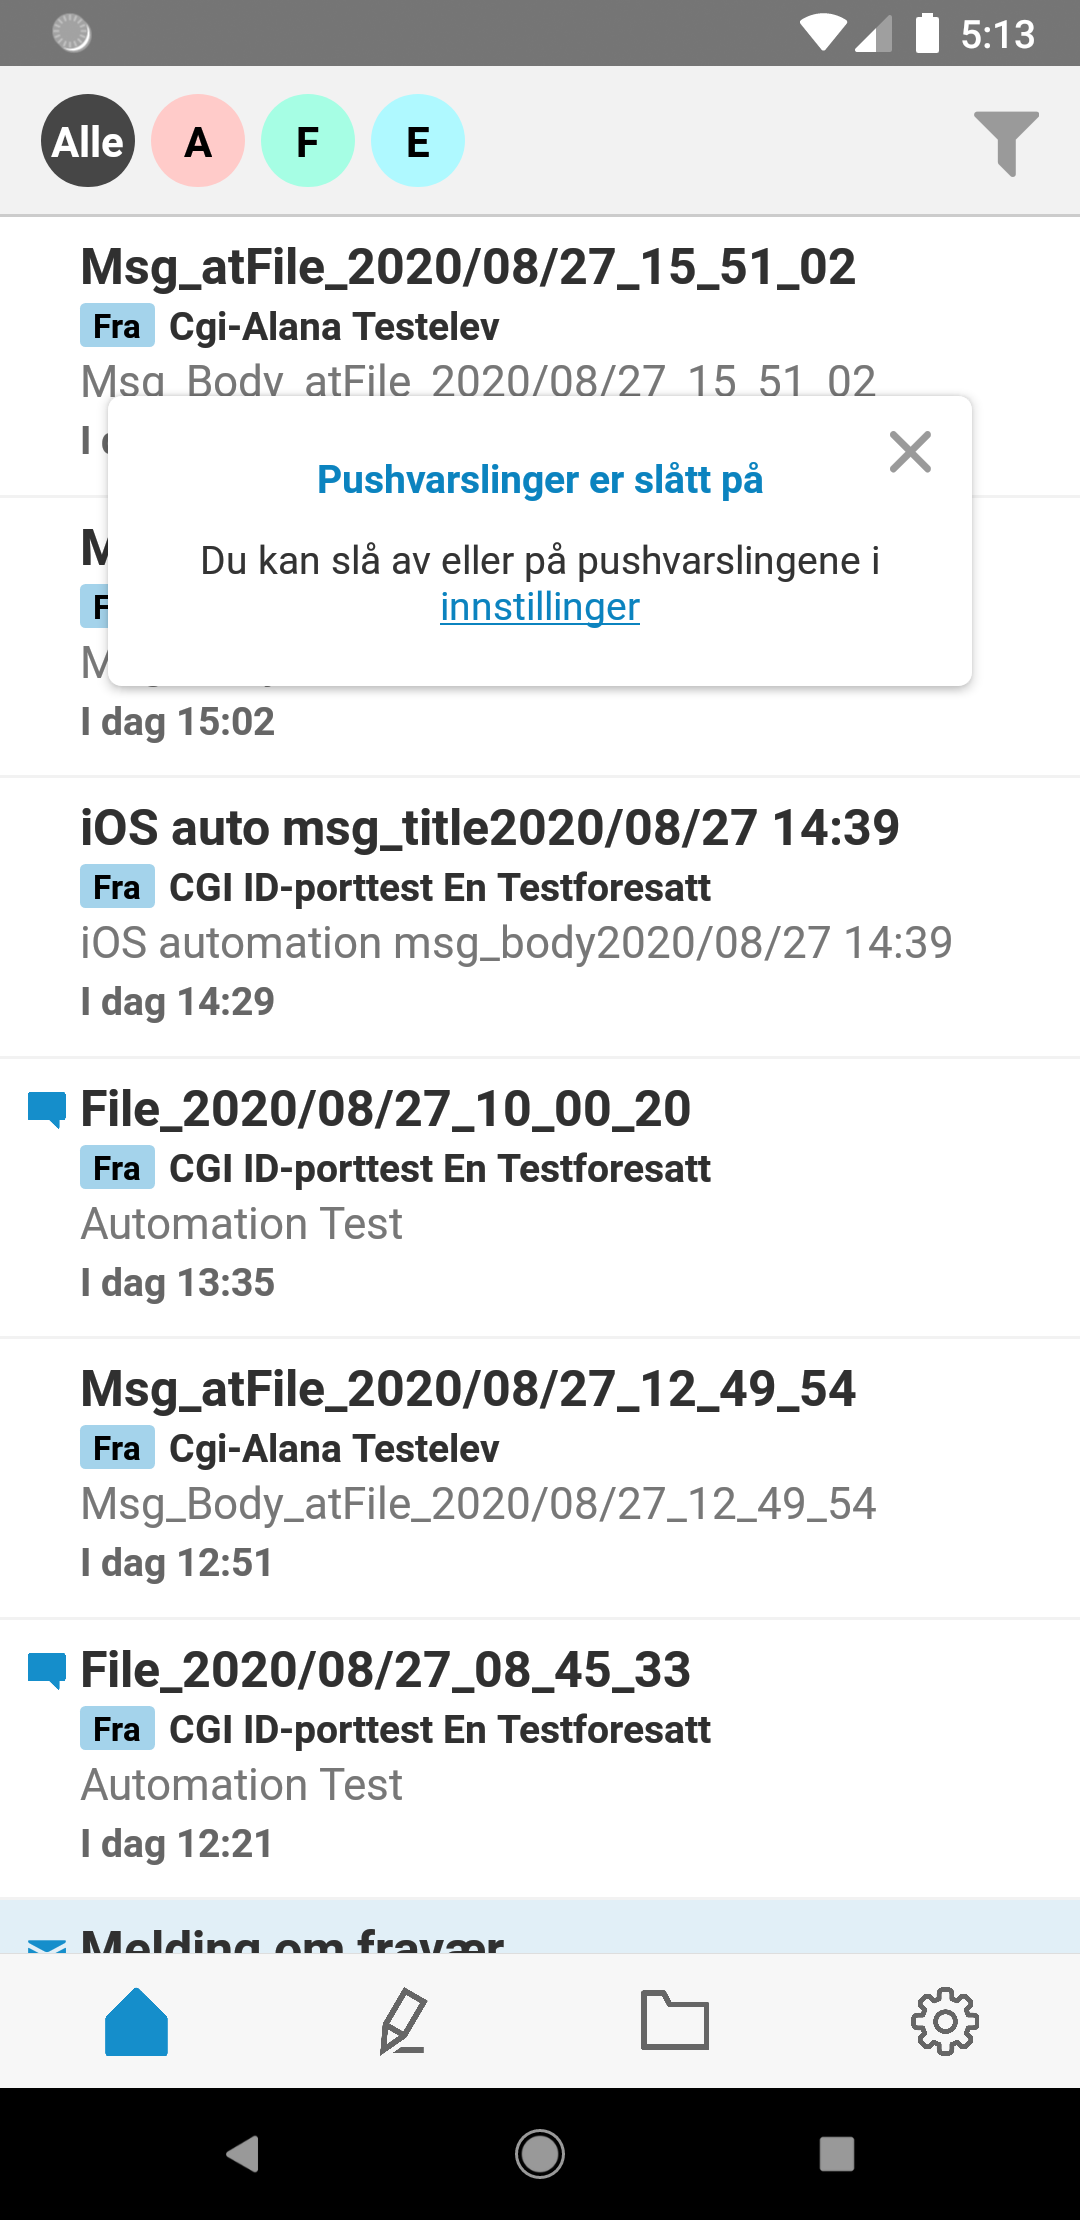 5:13
Alle A F E
Msg_atFile_2020/08/27_15_51_02
Fra Cgi-Alana Testelev
Msg_Body_atFile_2020/08/27_15_51_02
I
Pushvarslinger er slått på
Du kan slå av eller på pushvarslingene i
innstillinger
I dag 15:02
iOS auto msg_title2020/08/27 14:39
Fra CGI ID-porttest En Testforesatt
iOS automation msg_body2020/08/27 14:39
I dag 14:29
File_2020/08/27_10_00_20
Fra CGI ID-porttest En Testforesatt
Automation Test
I dag 13:35
Msg_atFile_2020/08/27_12_49_54
Fra Cgi-Alana Testelev
Msg_Body_atFile_2020/08/27_12_49_54
I dag 12:51
File_2020/08/27_08_45_33
Fra CGI ID-porttest En Testforesatt
Automation Test
I dag 12:21
Melding om fravær